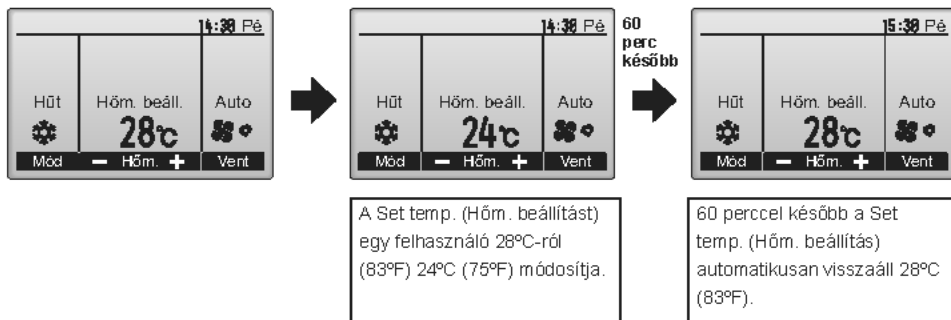 14:38 Pé
Hűt Hőm. beáll. Auto
28°C
Mód − Hőm. + Vent
14:38 Pé
Hűt Hőm. beáll. Auto
24°C
Mód − Hőm. + Vent
60
perc
később
15:38 Pé
Hűt Hőm. beáll. Auto
28°C
Mód − Hőm. + Vent
A Set temp. (Hőm. beállítást)
egy felhasználó 28ºC-ról
(83ºF) 24ºC (75ºF) módosítja.
60 perccel később a Set
temp. (Hőm. beállítás)
automatikusan visszaáll 28ºC
(83ºF).